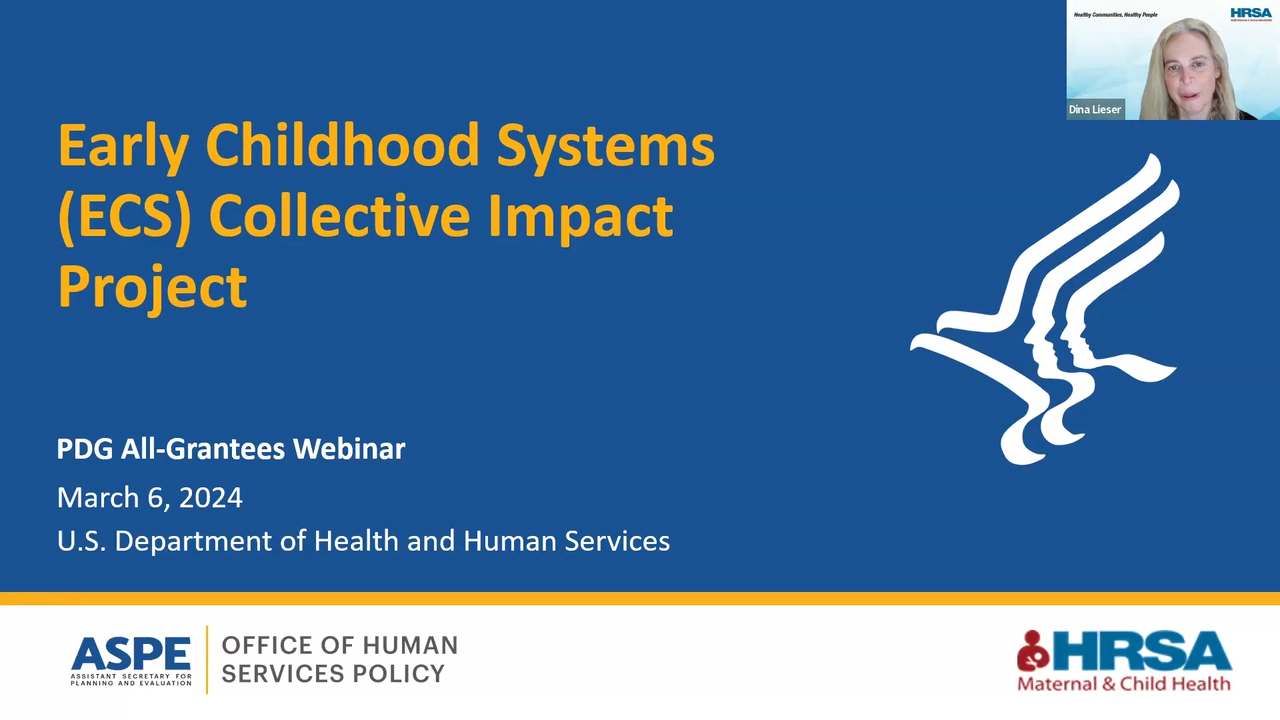 Healthy Communities, Healthy People
HRSA
Dina Lieser
Early Childhood Systems
(ECS) Collective Impact
Project
PDG All-Grantees Webinar
March 6, 2024
U.S. Department of Health and Human Services
ASPE
ASSISTANT SECRETARY FOR
PLANNING AND EVALUATION
OFFICE OF HUMAN
SERVICES POLICY
HRSA
Maternal & Child Health